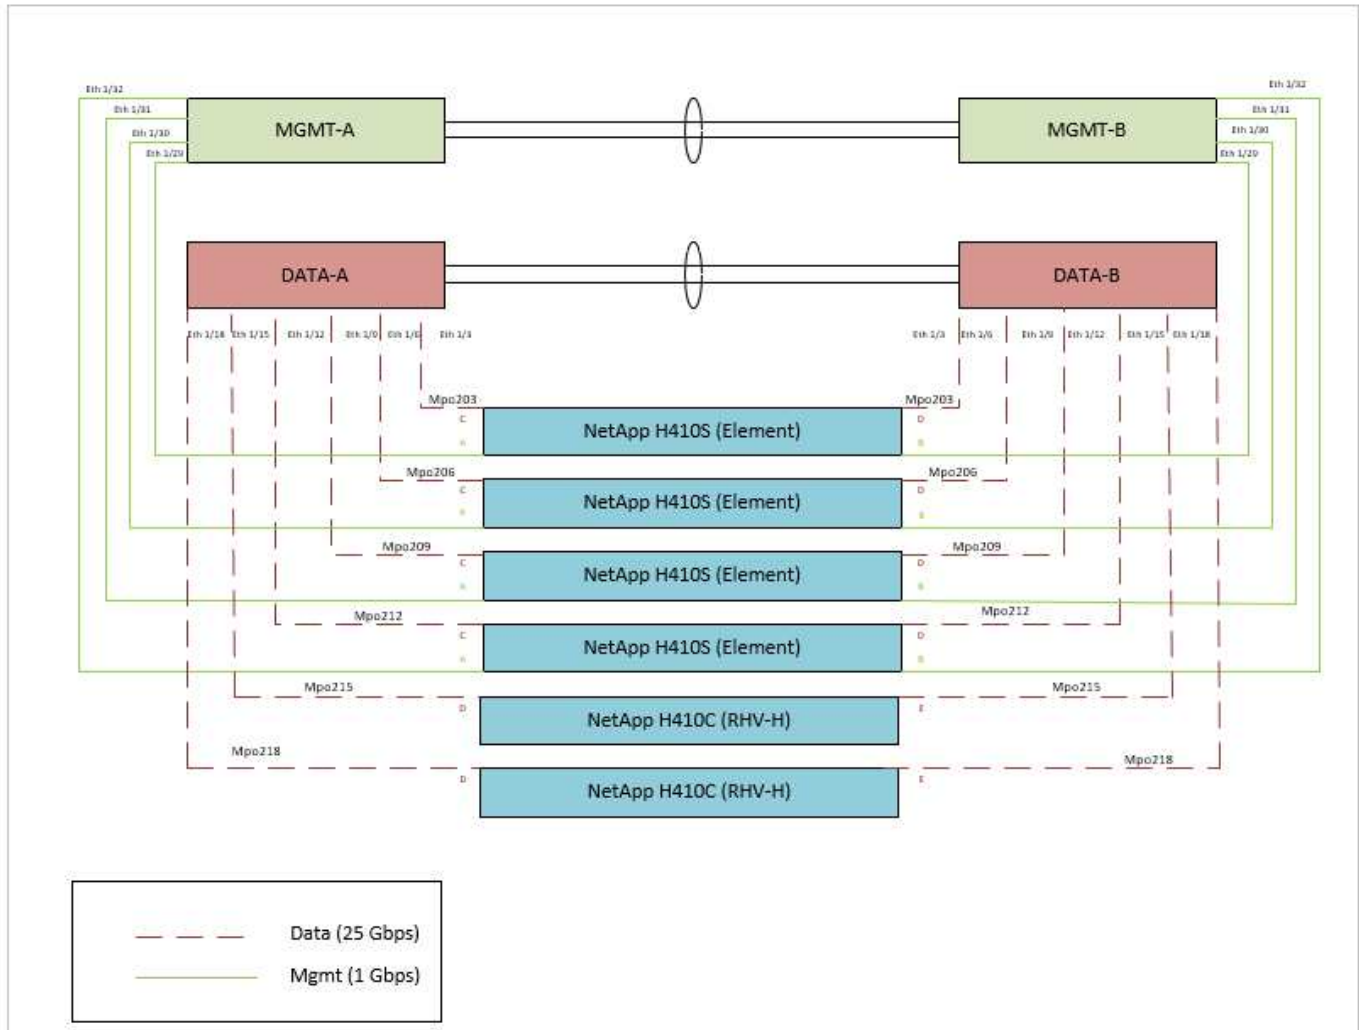 Eth 1/32
Eth 1/32
Eth 1/31
Eth 1/31
Eth 1/30
MGMT-A
MGMT-B
Eth 1/30
Eth 1/29
Eth 1/29
DATA-A
DATA-B
Eth 1/18 Eth 1/15 Eth 1/12 Eth 1/9 Eth 1/6 Eth 1/3
Eth 1/3 Eth 1/6 Eth 1/9 Eth 1/12 Eth 1/15 Eth 1/18
Mpo203
Mpo203
C
NetApp H410S (Element)
D
A
B
Mpo206
Mpo206
C
NetApp H410S (Element)
D
A
B
Mpo209
Mpo209
C
NetApp H410S (Element)
D
A
B
Mpo212
Mpo212
C
NetApp H410S (Element)
D
A
B
Mpo215
Mpo215
D
NetApp H410C (RHV-H)
E
Mpo218
Mpo218
D
NetApp H410C (RHV-H)
E
Data (25 Gbps)
Mgmt (1 Gbps)